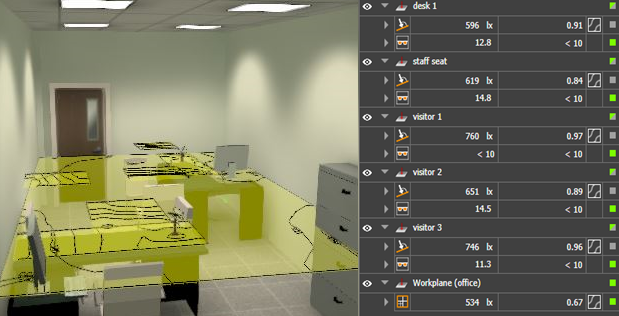 desk 1
596 lx 0.91
12.8 < 10
staff seat
619 lx 0.84
14.8 < 10
visitor 1
760 lx 0.97
< 10 < 10
visitor 2
651 lx 0.89
14.5 < 10
visitor 3
746 lx 0.96
11.3 < 10
Workplane (office)
534 lx 0.67